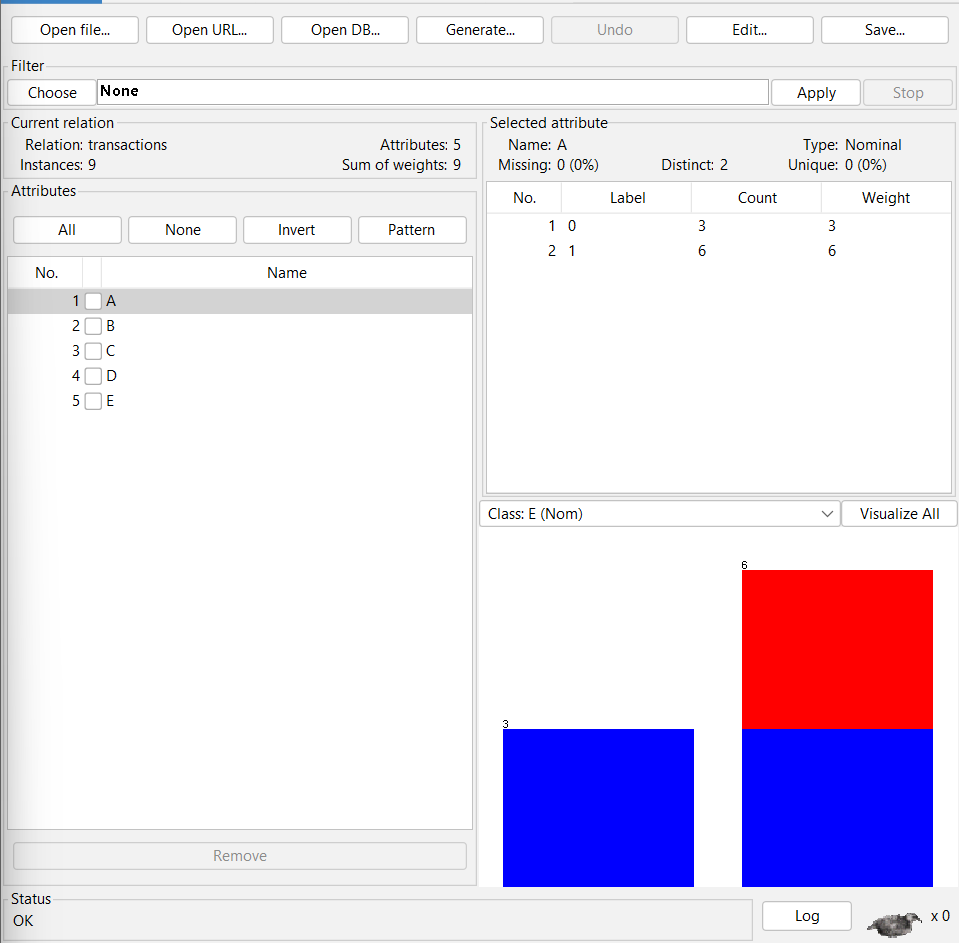 Open file... Open URL... Open DB... Generate... Undo Edit... Save...
Filter
Choose None Apply Stop
Current relation
Relation: transactions Attributes: 5
Instances: 9 Sum of weights: 9
Attributes
All None Invert Pattern
No. Name
1 A
2 B
3 C
4 D
5 E
Remove
Selected attribute
Name: A Type: Nominal
Missing: 0 (0%) Distinct: 2 Unique: 0 (0%)
No. Label Count Weight
1 0 3 3
2 1 6 6
Class: E (Nom) Visualize All
6
3
Status
OK
Log x 0